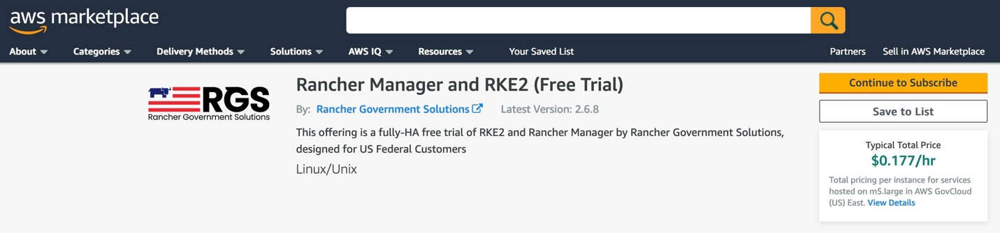 aws marketplace
About Categories Delivery Methods Solutions AWS IQ Resources Your Saved List Partners Sell in AWS Marketplace
RGS
Rancher Government Solutions
Rancher Manager and RKE2 (Free Trial)
By: Rancher Government Solutions Latest Version: 2.6.8
This offering is a fully-HA free trial of RKE2 and Rancher Manager by Rancher Government Solutions,
designed for US Federal Customers
Linux/Unix
Continue to Subscribe
Save to List
Typical Total Price
$0.177/hr
Total pricing per instance for services
hosted on m5.large in AWS GovCloud
(US) East. View Details